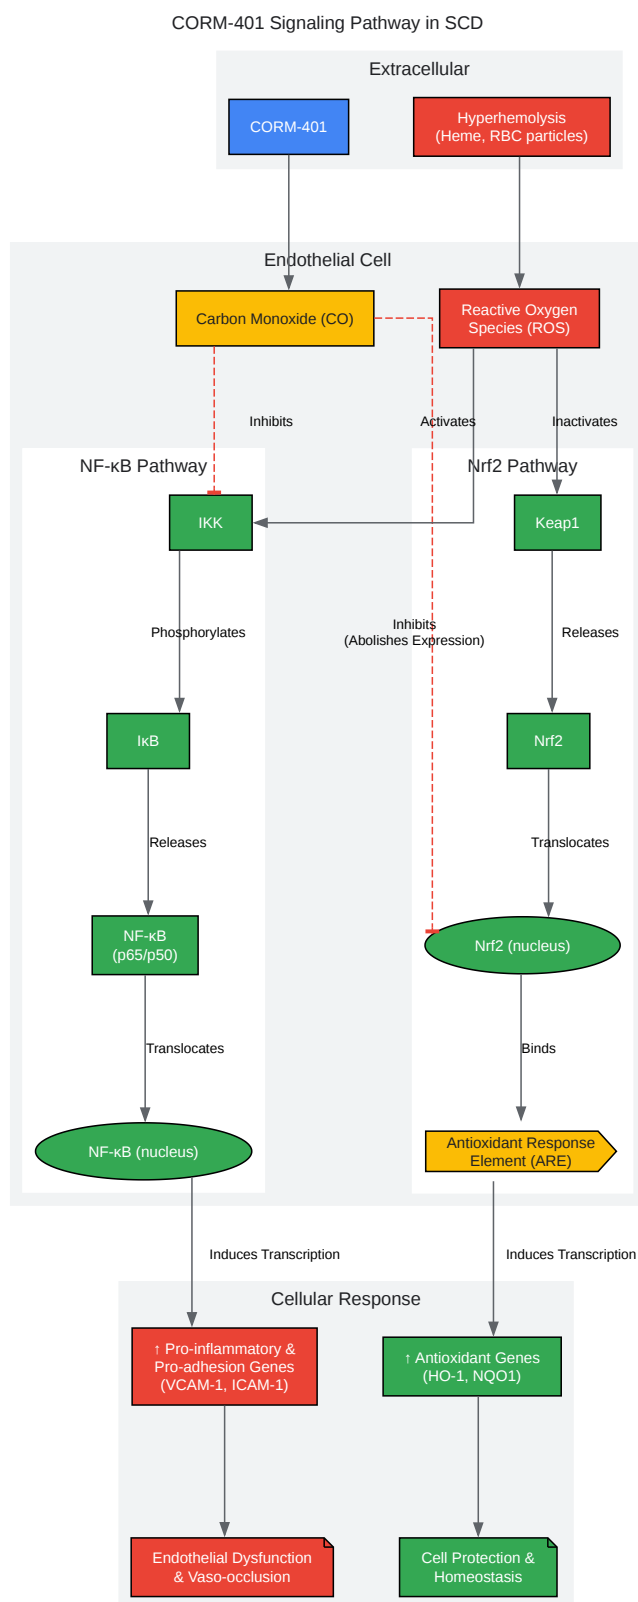 CORM-401 Signaling Pathway in SCD
Extracellular
CORM-401
Hyperhemolysis
(Heme, RBC particles)
Endothelial Cell
Carbon Monoxide (CO)
Reactive Oxygen
Species (ROS)
Inhibits
Activates
Inactivates
NF-κB Pathway
Nrf2 Pathway
IKK
Keap1
Phosphorylates
Inhibits
(Abolishes Expression)
Releases
IκB
Nrf2
Releases
Translocates
NF-κB
(p65/p50)
Nrf2 (nucleus)
Translocates
Binds
NF-κB (nucleus)
Antioxidant Response
Element (ARE)
Induces Transcription
Induces Transcription
Cellular Response
↑ Pro-inflammatory &
Pro-adhesion Genes
(VCAM-1, ICAM-1)
↑ Antioxidant Genes
(HO-1, NQO1)
Endothelial Dysfunction
& Vaso-occlusion
Cell Protection &
Homeostasis